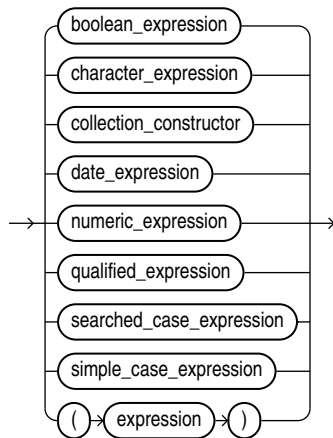 boolean_expression
character_expression
collection_constructor
date_expression
numeric_expression
qualified_expression
searched_case_expression
simple_case_expression
( expression )